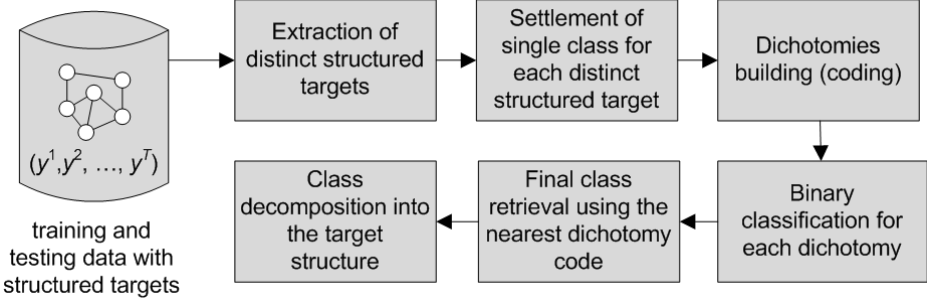 (y¹,y², ..., yᵀ)
training and
testing data with
structured targets
Extraction of
distinct structured
targets
Settlement of
single class for
each distinct
structured target
Dichotomies
building (coding)
Binary
classification for
each dichotomy
Final class
retrieval using the
nearest dichotomy
code
Class
decomposition into
the target
structure